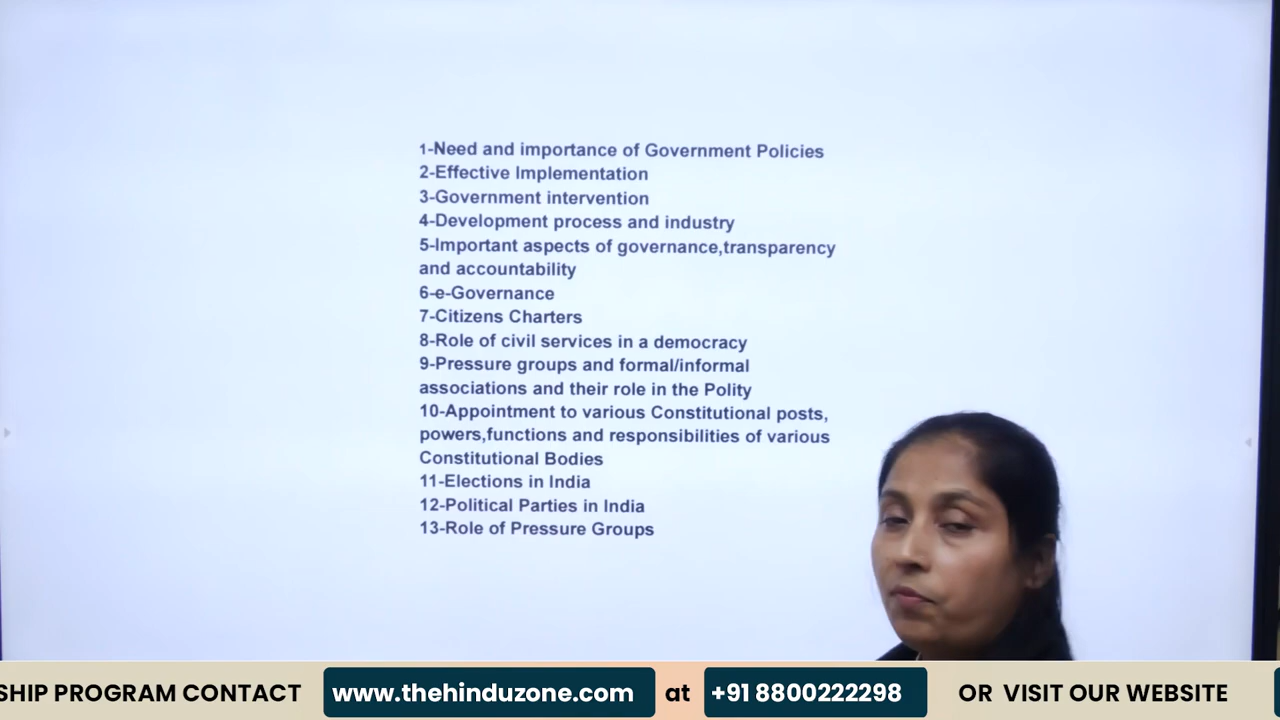 1-Need and importance of Government Policies
2-Effective Implementation
3-Government intervention
4-Development process and industry
5-Important aspects of governance,transparency
and accountability
6-e-Governance
7-Citizens Charters
8-Role of civil services in a democracy
9-Pressure groups and formal/informal
associations and their role in the Polity
10-Appointment to various Constitutional posts,
powers,functions and responsibilities of various
Constitutional Bodies
11-Elections in India
12-Political Parties in India
13-Role of Pressure Groups
SHIP PROGRAM CONTACT www.thehinduzone.com at +91 8800222298 OR VISIT OUR WEBSITE